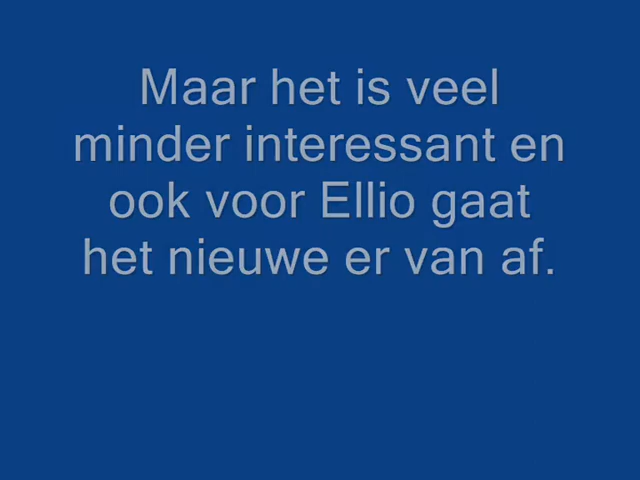 Maar het is veel
minder interessant en
ook voor Ellio gaat
het nieuwe er van af.